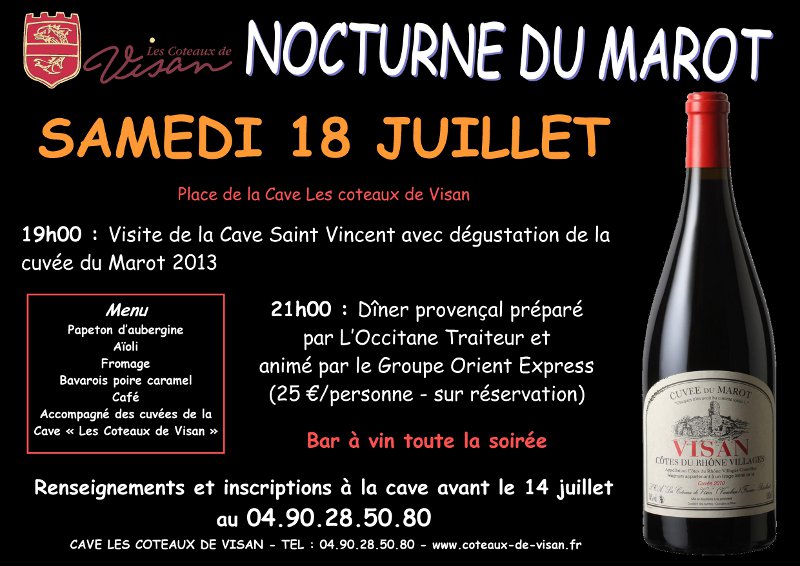 Les Coteaux de
Visan
NOCTURNE DU MAROT
SAMEDI 18 JUILLET
Place de la Cave Les coteaux de Visan
19h00 : Visite de la Cave Saint Vincent avec dégustation de la
cuvée du Marot 2013
Menu
Papeton d'aubergine
Aïoli
Fromage
Bavarois poire caramel
Café
Accompagné des cuvées de la
Cave « Les Coteaux de Visan »
21h00 : Dîner provençal préparé
par L'Occitane Traiteur et
animé par le Groupe Orient Express
(25 €/personne - sur réservation)
Bar à vin toute la soirée
Renseignements et inscriptions à la cave avant le 14 juillet
au 04.90.28.50.80
CAVE LES COTEAUX DE VISAN - TEL : 04.90.28.50.80 - www.coteaux-de-visan.fr
CUVÉE DU MAROT
VISAN
CÔTES DU RHÔNE VILLAGES